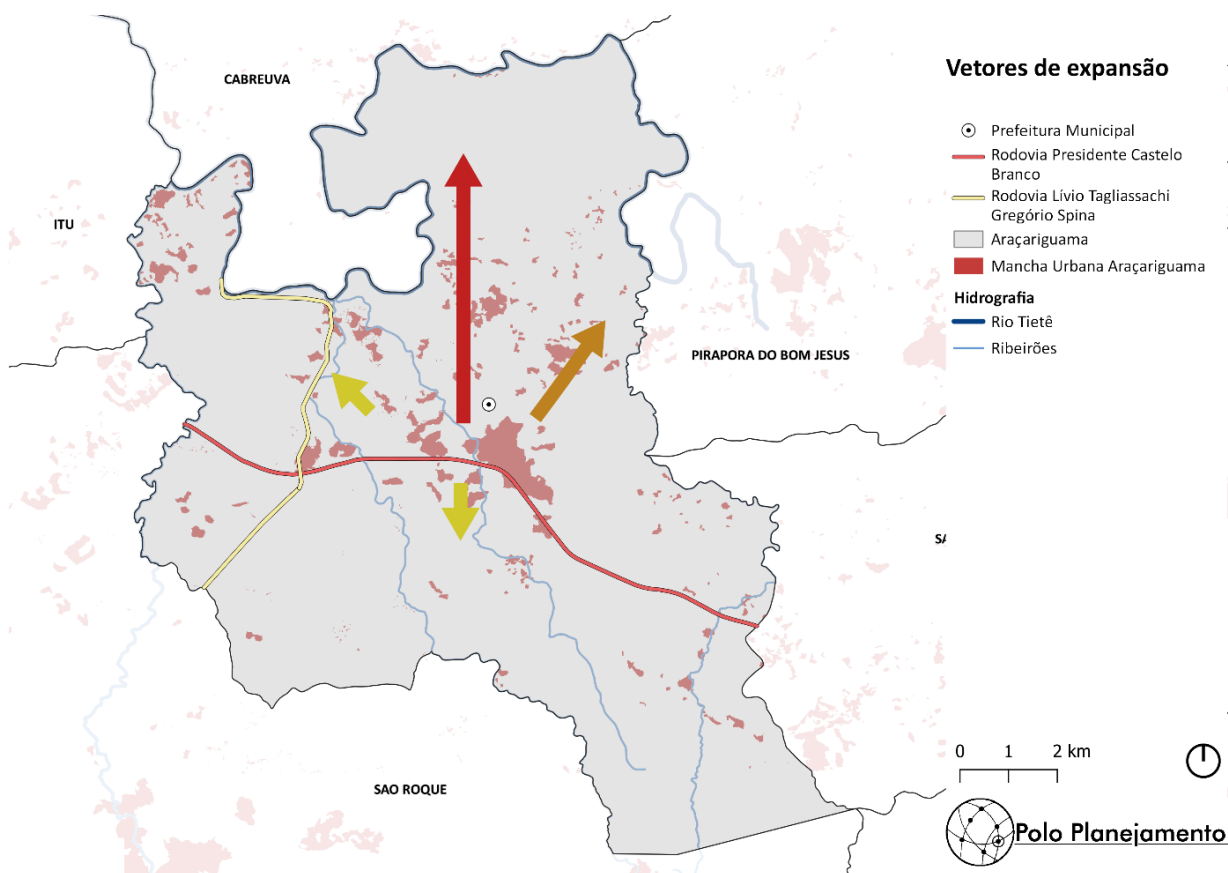 CABREUVA
ITU
PIRAPORA DO BOM JESUS
SAO ROQUE
Vetores de expansão
Prefeitura Municipal
Rodovia Presidente Castelo
Branco
Rodovia Lívio Tagliassachi
Gregório Spina
Araçariguama
Mancha Urbana Araçariguama
Hidrografia
Rio Tietê
Ribeirões
0 1 2 km
Polo Planejamento